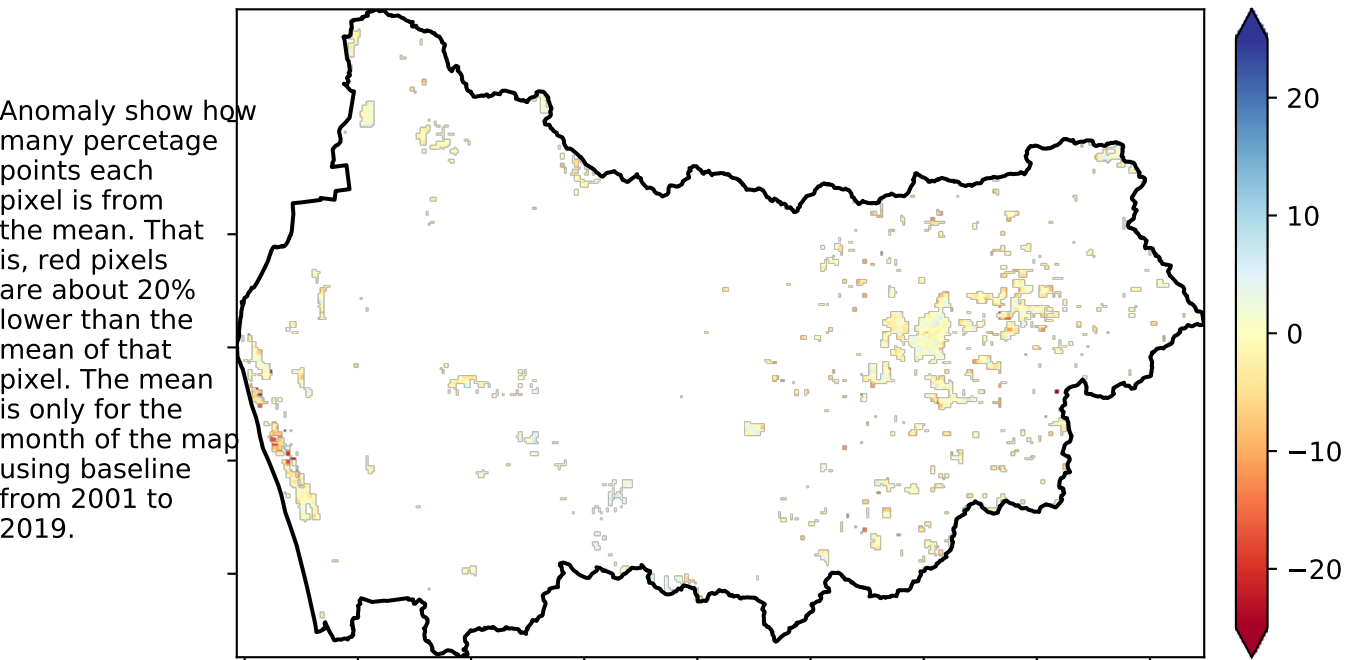 Anomaly show how
many percetage
points each
pixel is from
the mean. That
is, red pixels
are about 20%
lower than the
mean of that
pixel. The mean
is only for the
month of the map
using baseline
from 2001 to
2019.
20
10
0
−10
−20